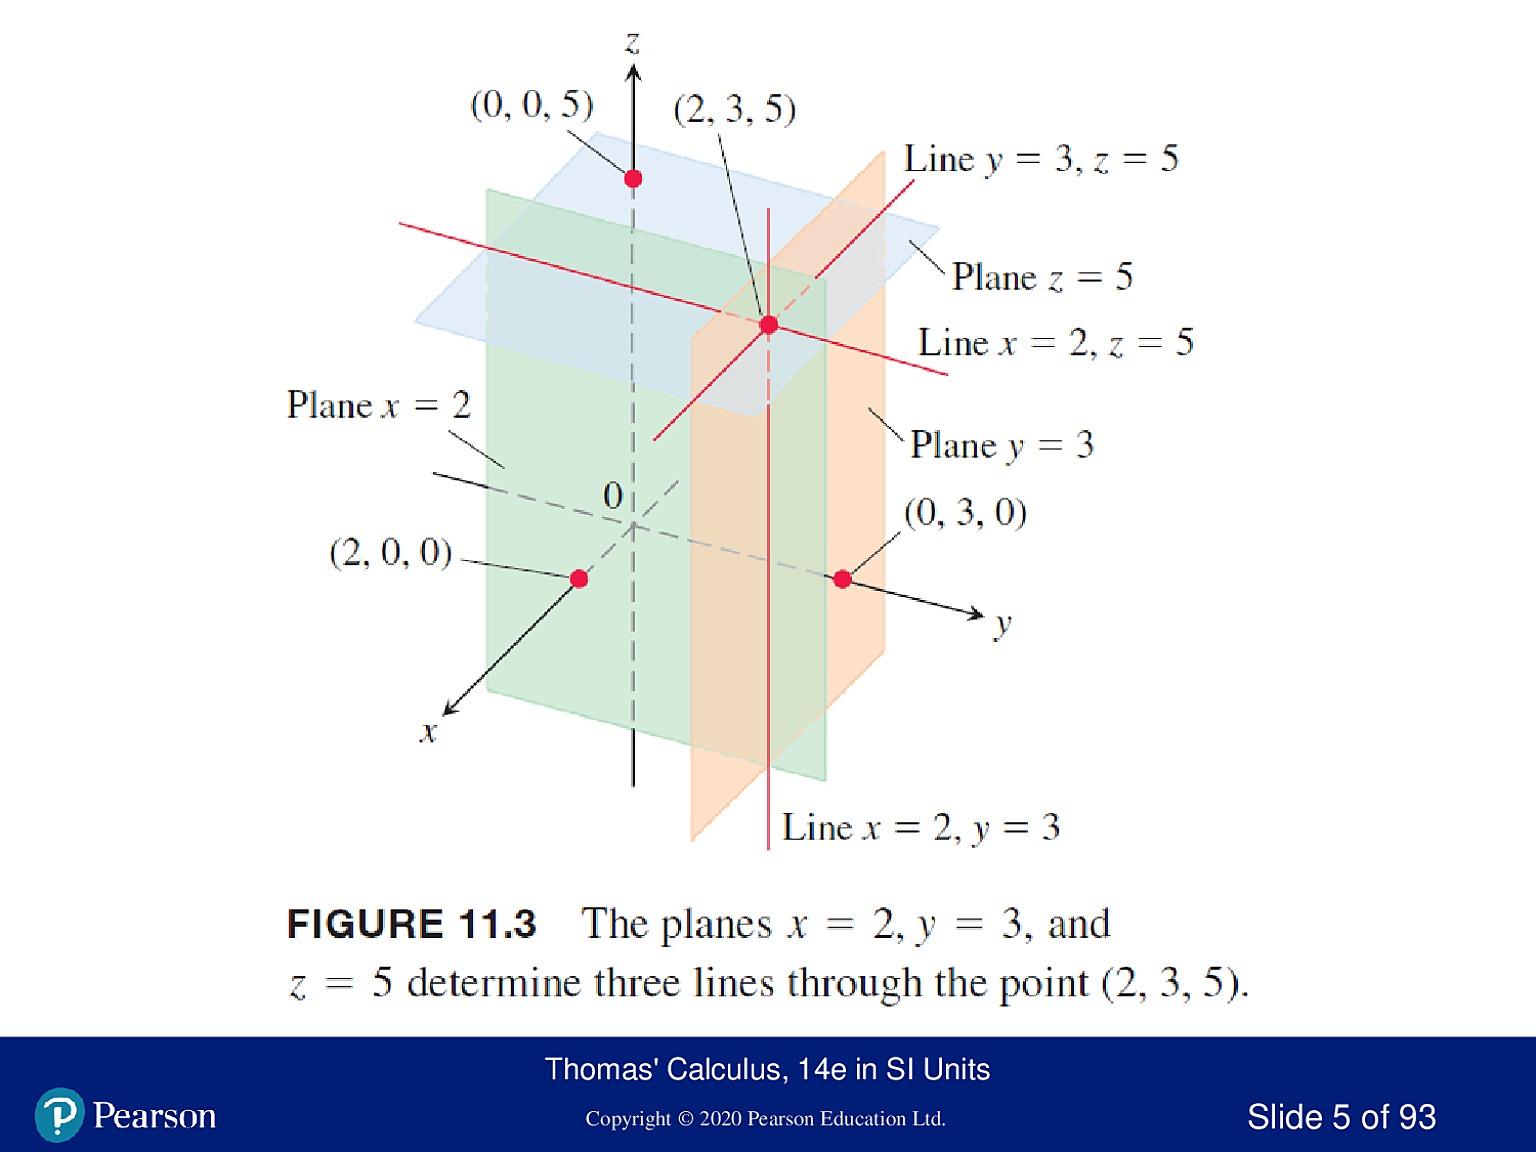 z
(0, 0, 5)
(2, 3, 5)
Line y = 3, z = 5
Plane z = 5
Line x = 2, z = 5
Plane x = 2
Plane y = 3
0
(0, 3, 0)
(2, 0, 0)
y
x
Line x = 2, y = 3
FIGURE 11.3 The planes x = 2, y = 3, and
z = 5 determine three lines through the point (2, 3, 5).
Thomas' Calculus, 14e in SI Units
P Pearson
Copyright © 2020 Pearson Education Ltd.
Slide 5 of 93